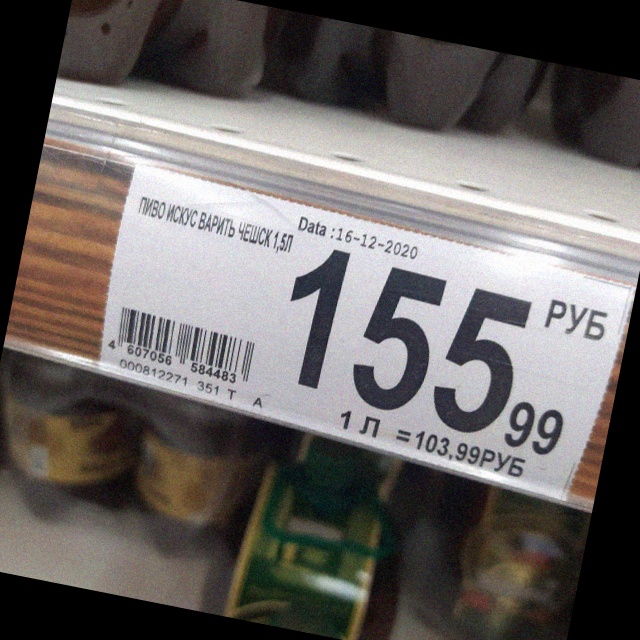 ПИВО ИСКУС ВАРИТЬ ЧЕШСК 1,5Л
Data :16-12-2020
155 99 РУБ
1 Л =103.99РУБ
4 607056 584483
000812271 351 T A